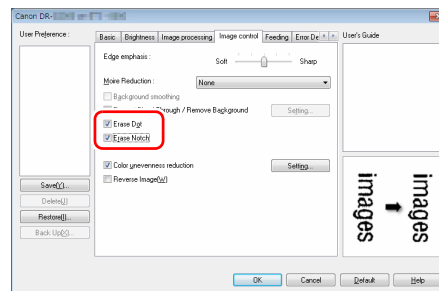 Canon DR-
User Preference :
Basic Brightness Image processing Image control Feeding Error De
User's Guide
Edge emphasis :
Soft
Sharp
Moire Reduction :
None
Background smoothing
Through / Remove Background
Setting...
Erase Dot
Erase Notch
Color unevenness reduction
Setting...
Reverse Image(W)
Save(Y)...
Delete(J)
Restore(I)...
Back Up(X)...
images
images
OK
Cancel
Default
Help